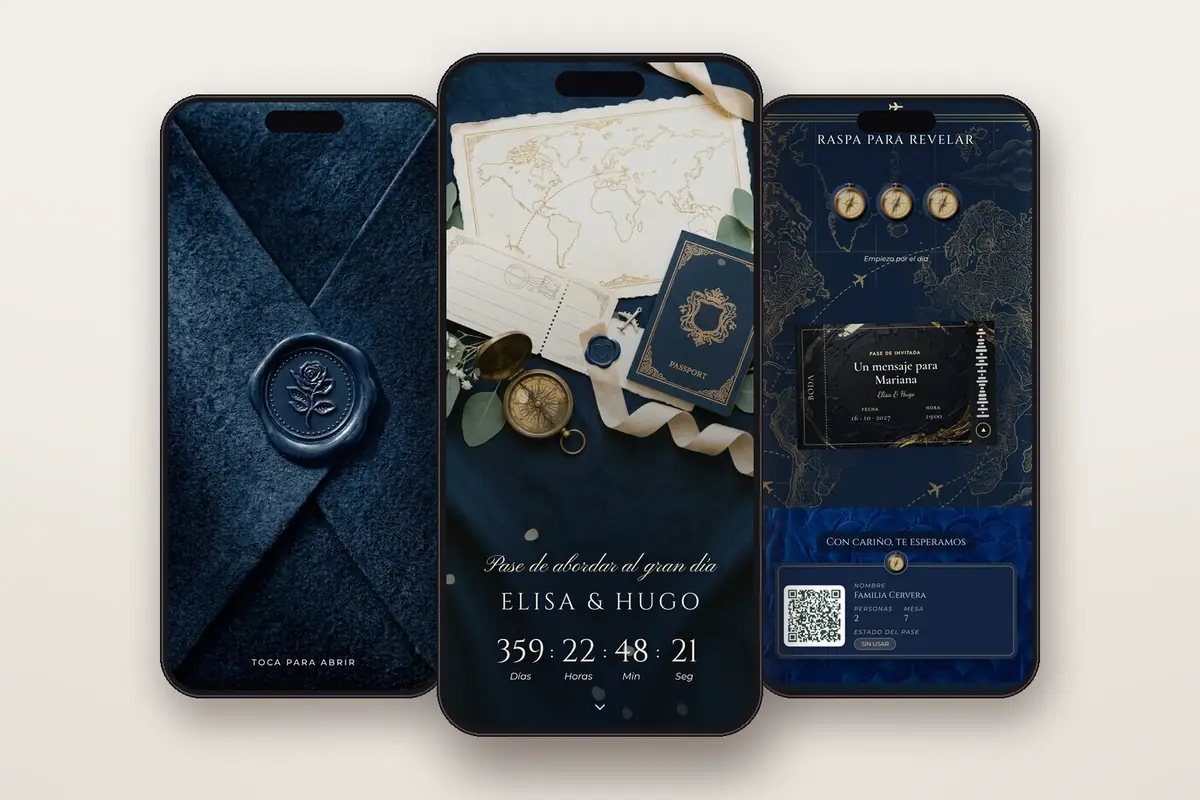 TOCA PARA ABRIR
PASSPORT
Pase de abordar al gran día
ELISA & HUGO
359 : 22 : 48 : 21
Días Horas Min Seg
RASPA PARA REVELAR
Empieza por el día
BODA
PASE DE INVITADA
Un mensaje para
Mariana
Elisa & Hugo
FECHA HORA
16 · 10 · 2027 19:00
CON CARIÑO, TE ESPERAMOS
NOMBRE
FAMILIA CERVERA
PERSONAS MESA
2 7
ESTADO DEL PASE
SIN USAR